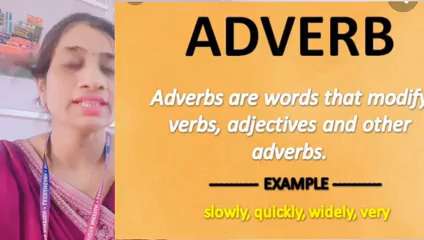 ADVERB
Adverbs are words that modify
verbs, adjectives and other
adverbs.
EXAMPLE
slowly, quickly, widely, very